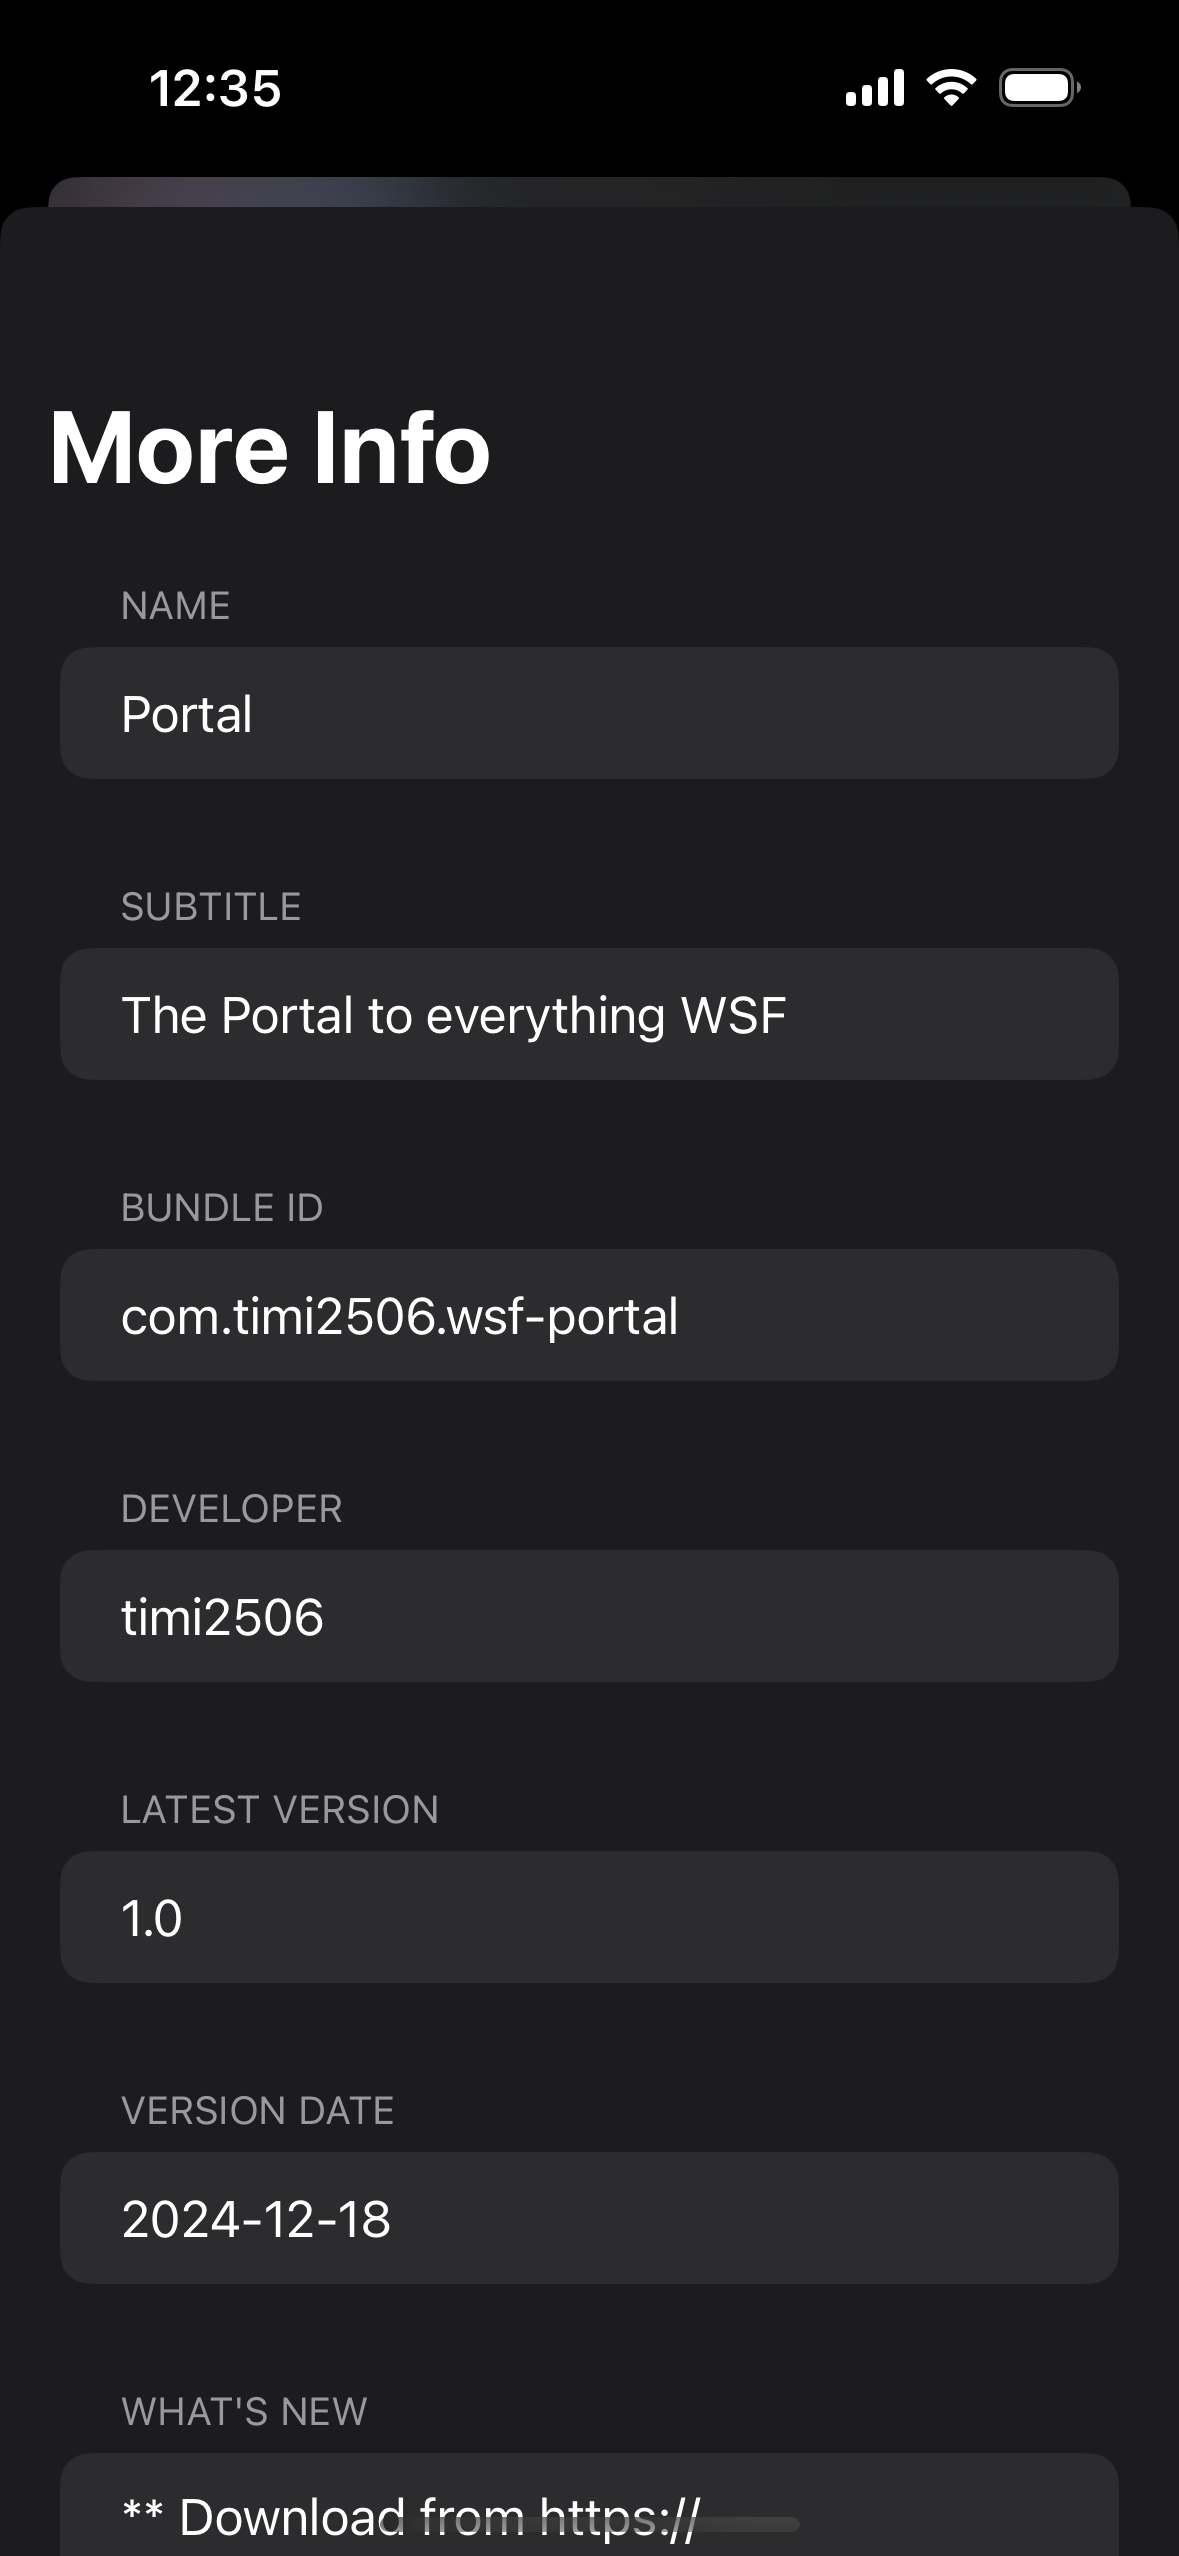 12:35
More Info
NAME
Portal
SUBTITLE
The Portal to everything WSF
BUNDLE ID
com.timi2506.wsf-portal
DEVELOPER
timi2506
LATEST VERSION
1.0
VERSION DATE
2024-12-18
WHAT'S NEW
** Download from https://